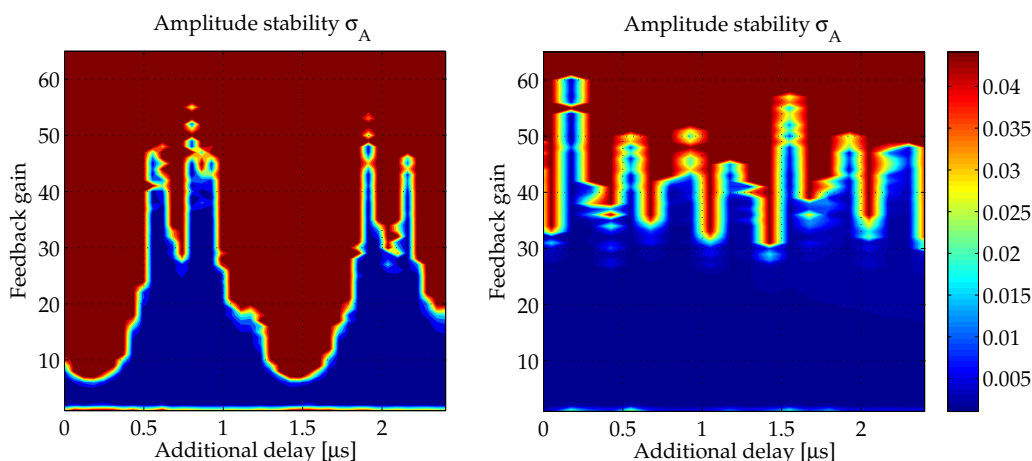 Amplitude stability σA
Feedback gain
60
50
40
30
20
10
0 0.5 1 1.5 2
Additional delay [μs]
Amplitude stability σA
Feedback gain
60
50
40
30
20
10
0 0.5 1 1.5 2
Additional delay [μs]
0.04
0.035
0.03
0.025
0.02
0.015
0.01
0.005